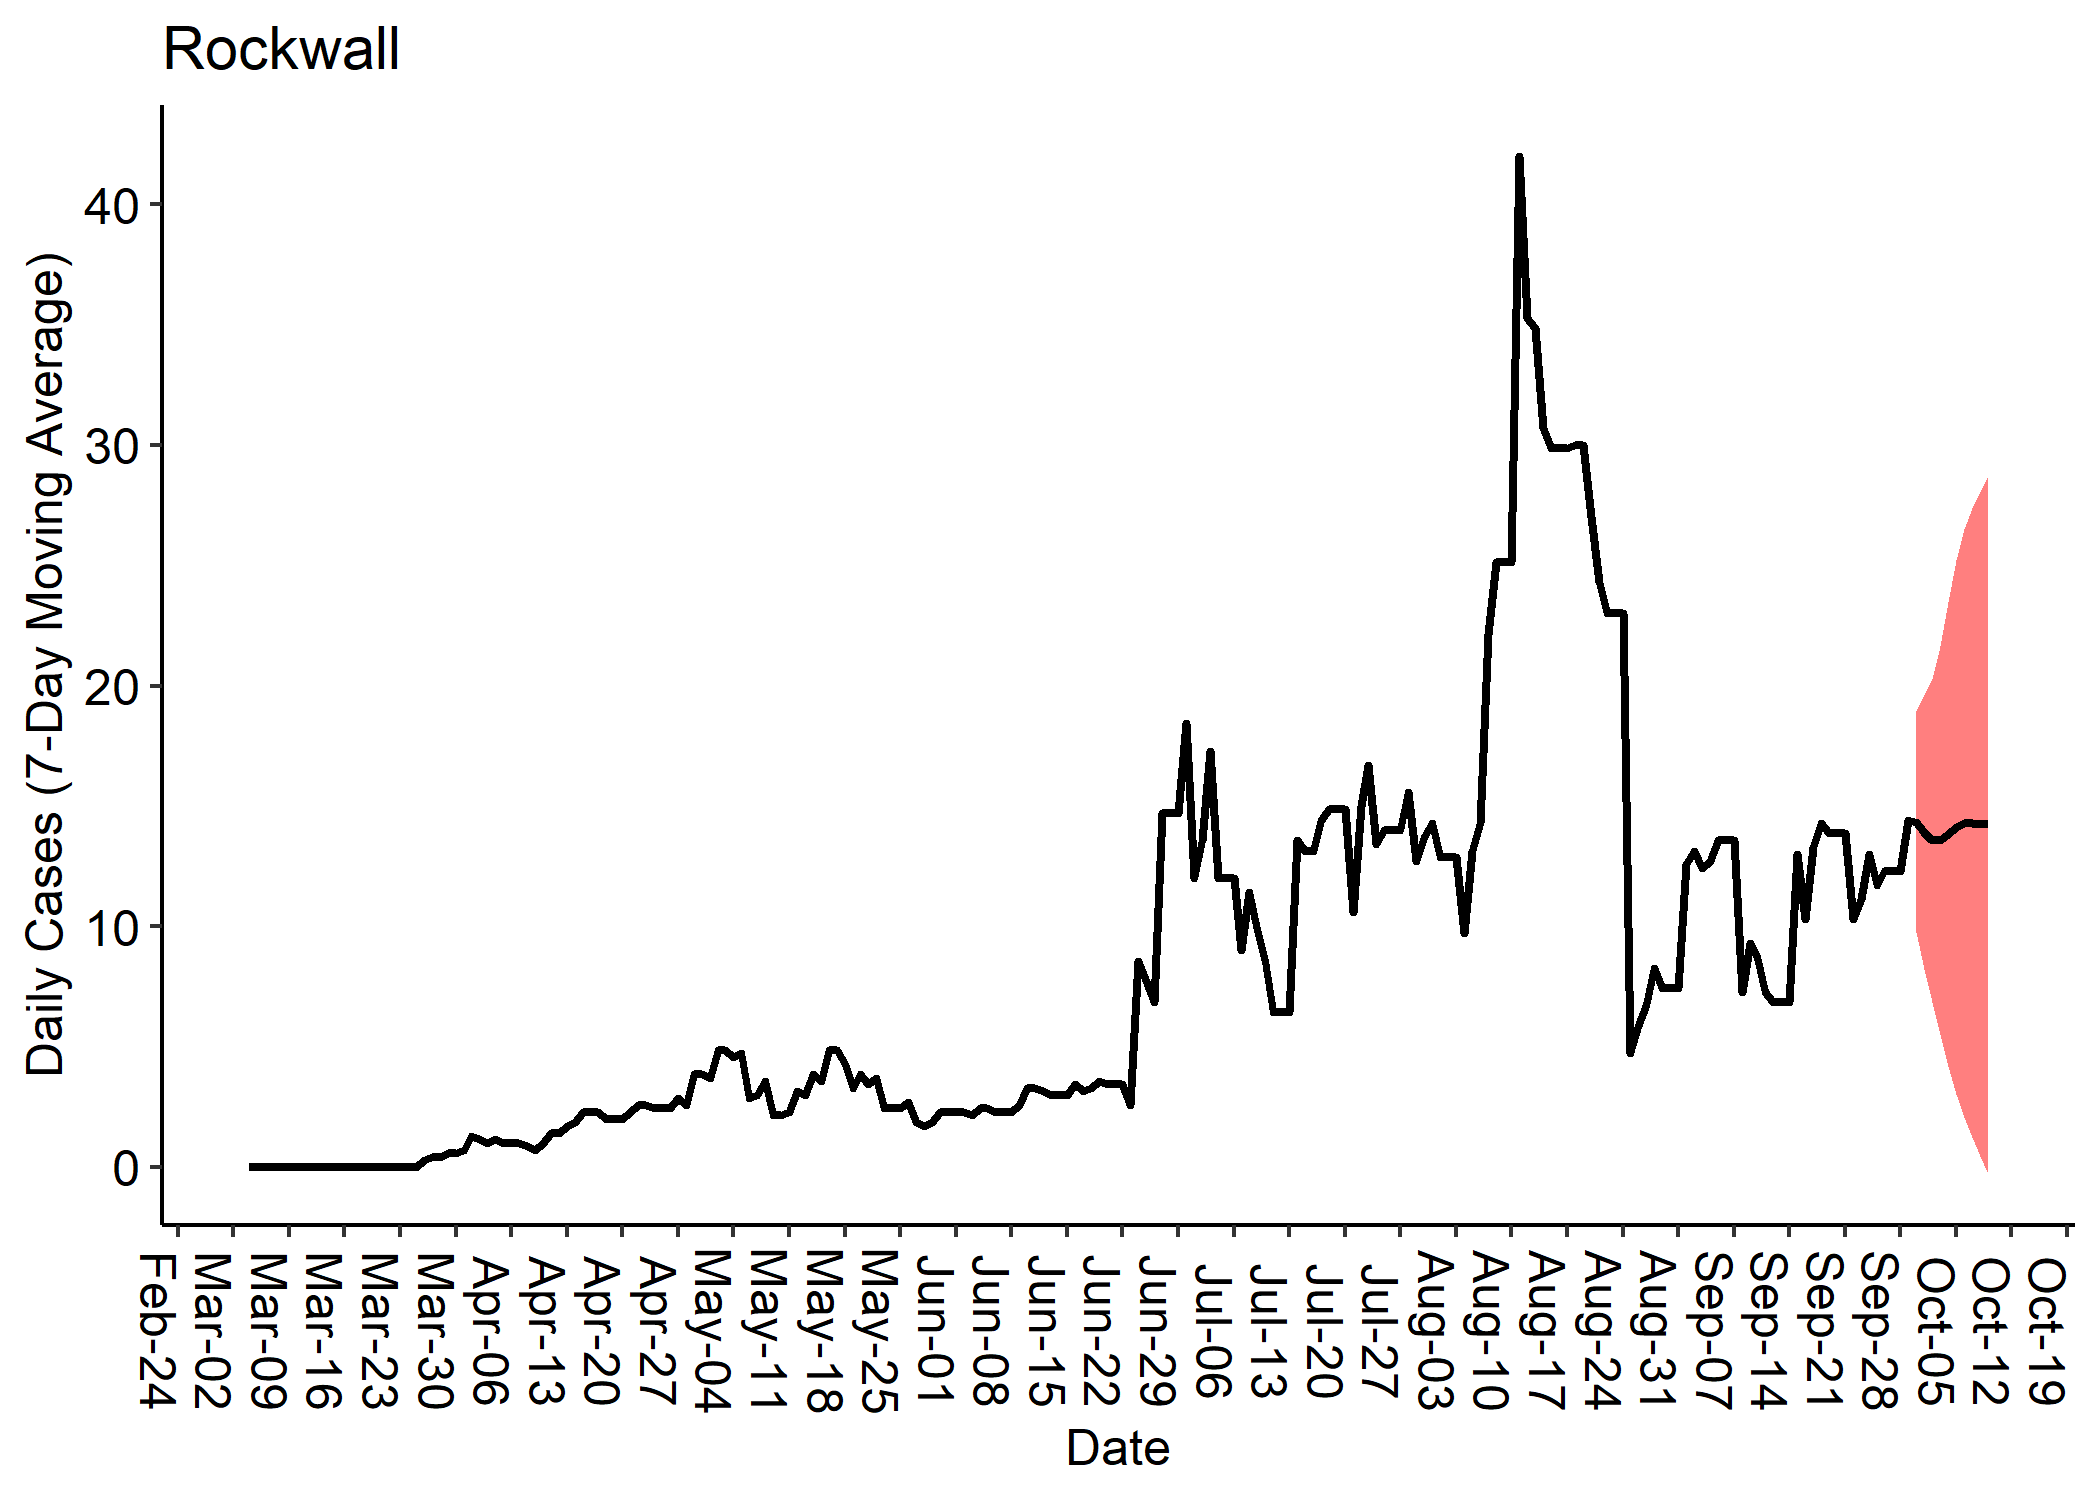 Rockwall
Daily Cases (7-Day Moving Average)
40
30
20
10
0
Feb-24
Mar-02
Mar-09
Mar-16
Mar-23
Mar-30
Apr-06
Apr-13
Apr-20
Apr-27
May-04
May-11
May-18
May-25
Jun-01
Jun-08
Jun-15
Jun-22
Jun-29
Jul-06
Jul-13
Jul-20
Jul-27
Aug-03
Aug-10
Aug-17
Aug-24
Aug-31
Sep-07
Sep-14
Sep-21
Sep-28
Oct-05
Oct-12
Oct-19
Date